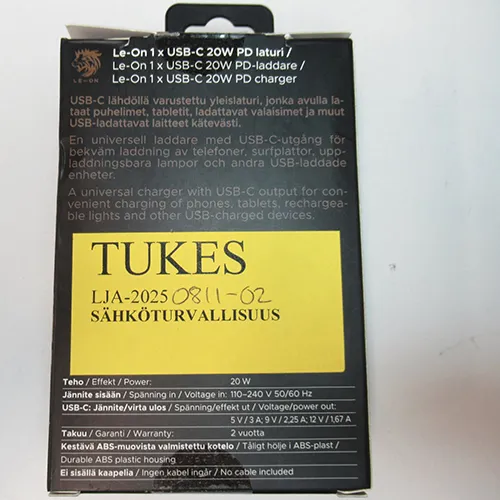 LE-ON
Le-On 1 x USB-C 20W PD laturi /
Le-On 1 x USB-C 20W PD-laddare /
Le-On 1 x USB-C 20W PD charger
USB-C lähdöllä varustettu yleislaturi, jonka avulla la-
taat puhelimet, tabletit, ladattavat valaisimet ja muut
USB-ladattavat laitteet kätevästi.
En universell laddare med USB-C-utgång för
bekväm laddning av telefoner, surfplattor, upp-
laddningsbara lampor och andra USB-laddade
enheter.
A universal charger with USB-C output for con-
venient charging of phones, tablets, rechargea-
ble lights and other USB-charged devices.
TUKES
LJA-2025 0811-02
SÄHKÖTURVALLISUUS
Teho / Effekt / Power: 20 W
Jännite sisään / Spänning in / Voltage in: 110–240 V 50/60 Hz
USB-C: Jännite/virta ulos / Spänning/effekt ut / Voltage/power out:
5 V / 3 A; 9 V / 2,25 A; 12 V / 1,67 A
Takuu / Garanti / Warranty: 2 vuotta
Kestävä ABS-muovista valmistettu kotelo / Tåligt hölje i ABS-plast /
Durable ABS plastic housing
Ei sisällä kaapelia / Ingen kabel ingår / No cable included